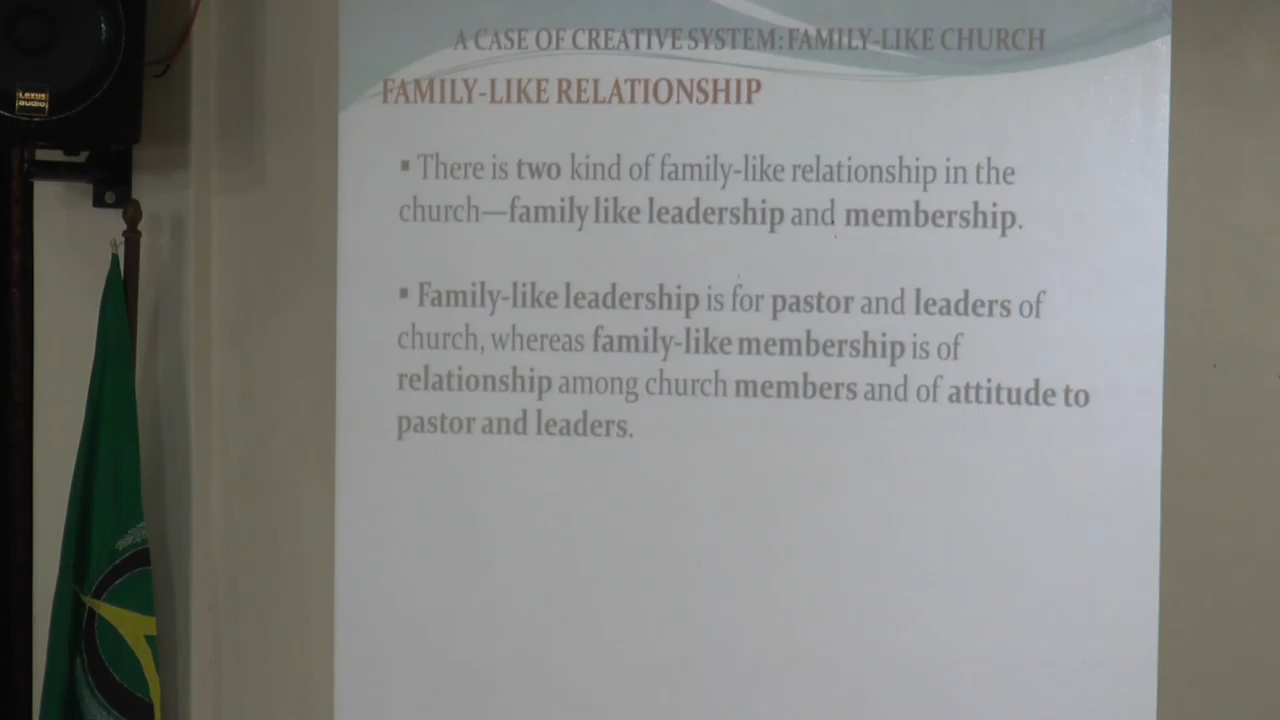 Lexus
audio
A CASE OF CREATIVE SYSTEM: FAMILY-LIKE CHURCH
FAMILY-LIKE RELATIONSHIP
▪ There is two kind of family-like relationship in the
church—family like leadership and membership.
▪ Family-like leadership is for pastor and leaders of
church, whereas family-like membership is of
relationship among church members and of attitude to
pastor and leaders.